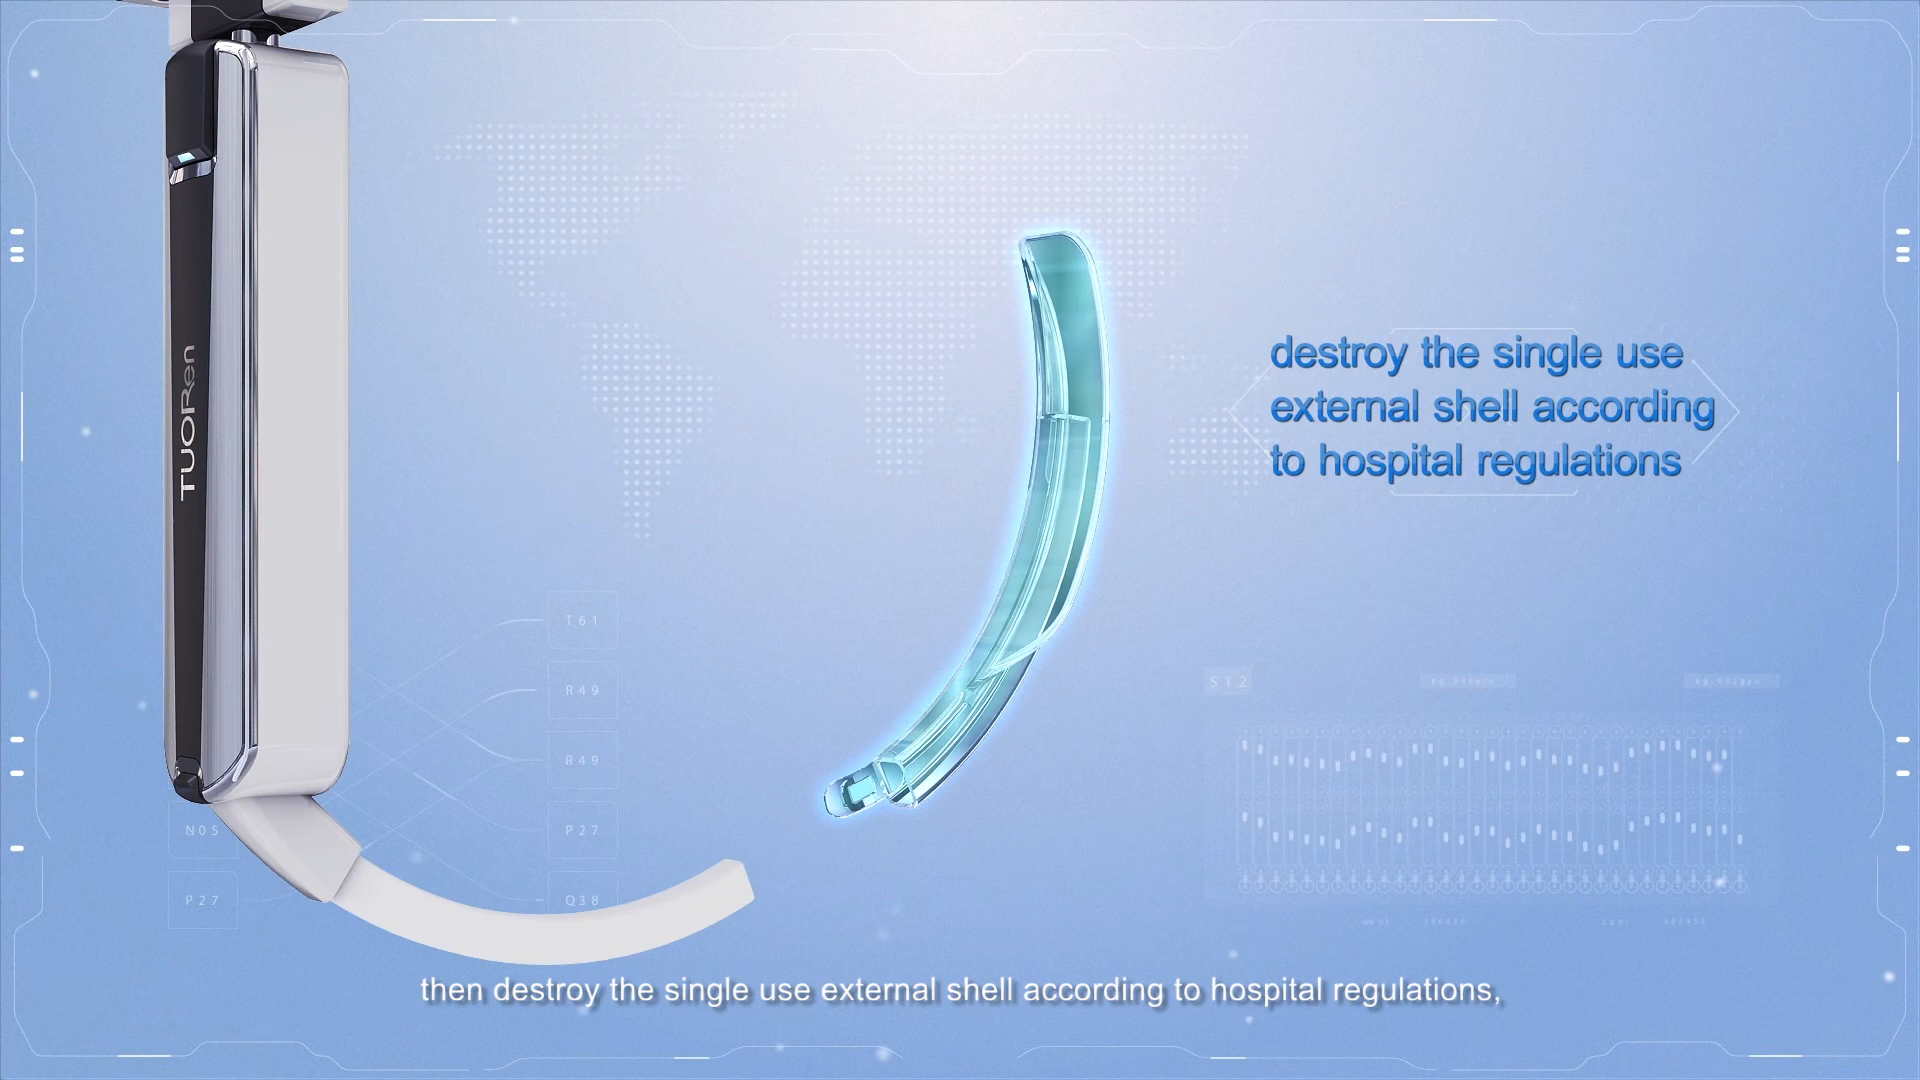 TUORen
destroy the single use
external shell according
to hospital regulations
T61
R49
R49
P27
Q38
N05
P27
S12
then destroy the single use external shell according to hospital regulations,